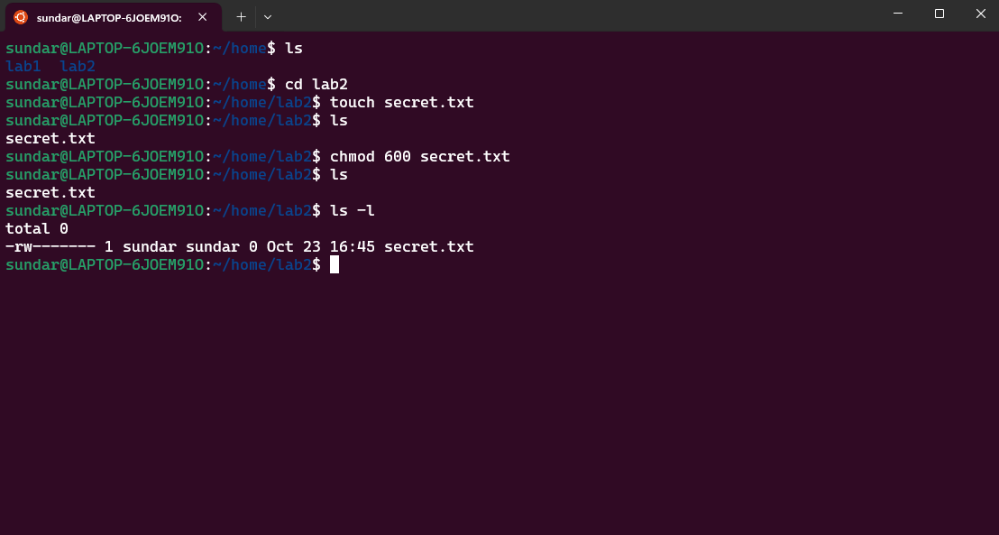 sundar@LAPTOP-6JOEM91O:
sundar@LAPTOP-6JOEM91O:~/home$ ls
lab1  lab2
sundar@LAPTOP-6JOEM91O:~/home$ cd lab2
sundar@LAPTOP-6JOEM91O:~/home/lab2$ touch secret.txt
sundar@LAPTOP-6JOEM91O:~/home/lab2$ ls
secret.txt
sundar@LAPTOP-6JOEM91O:~/home/lab2$ chmod 600 secret.txt
sundar@LAPTOP-6JOEM91O:~/home/lab2$ ls
secret.txt
sundar@LAPTOP-6JOEM91O:~/home/lab2$ ls -l
total 0
-rw------- 1 sundar sundar 0 Oct 23 16:45 secret.txt
sundar@LAPTOP-6JOEM91O:~/home/lab2$